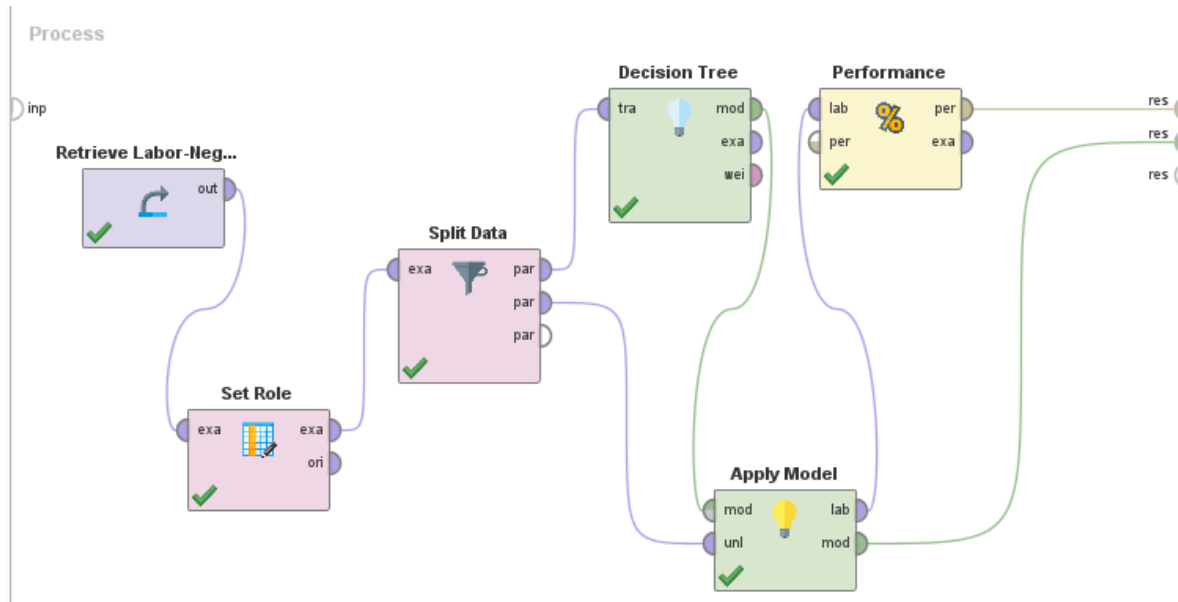 Process
inp
Retrieve Labor-Neg...
out
Set Role
exa exa
ori
Split Data
exa par
par
par
Decision Tree
tra mod
exa
wei
Apply Model
mod lab
unl mod
Performance
lab per
per exa
res
res
res